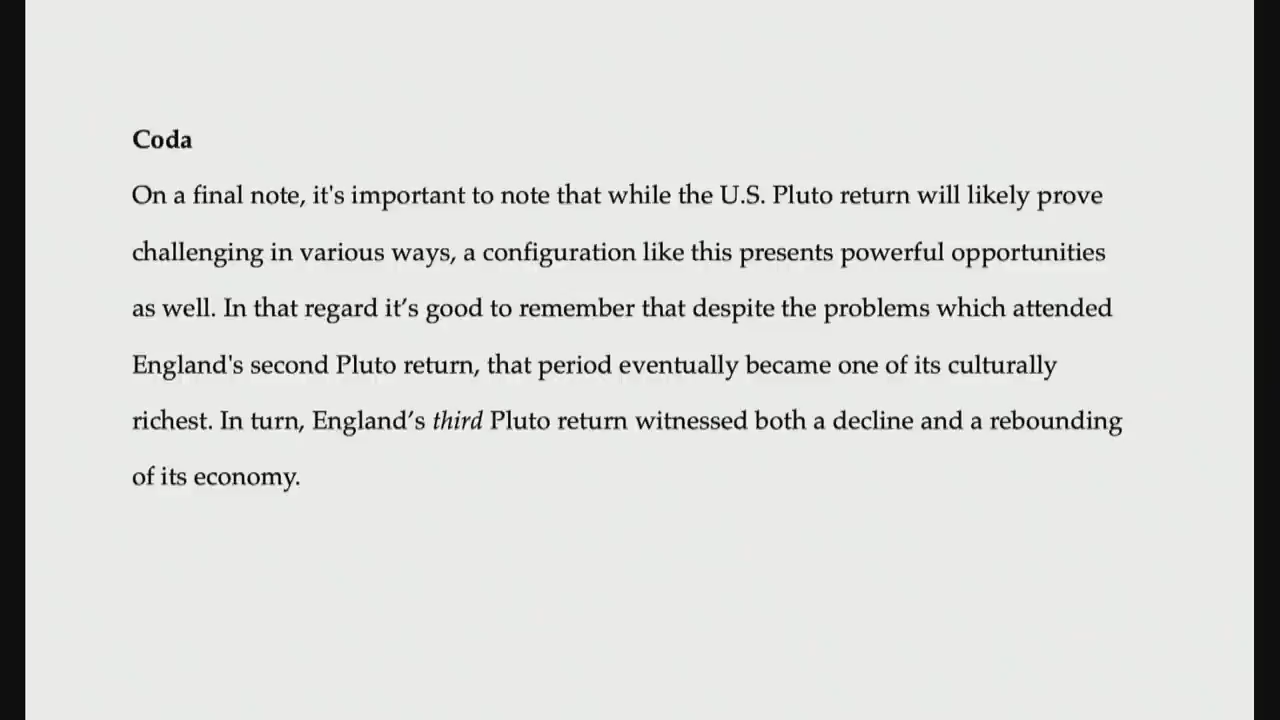 Coda
On a final note, it's important to note that while the U.S. Pluto return will likely prove
challenging in various ways, a configuration like this presents powerful opportunities
as well. In that regard it’s good to remember that despite the problems which attended
England's second Pluto return, that period eventually became one of its culturally
richest. In turn, England’s third Pluto return witnessed both a decline and a rebounding
of its economy.